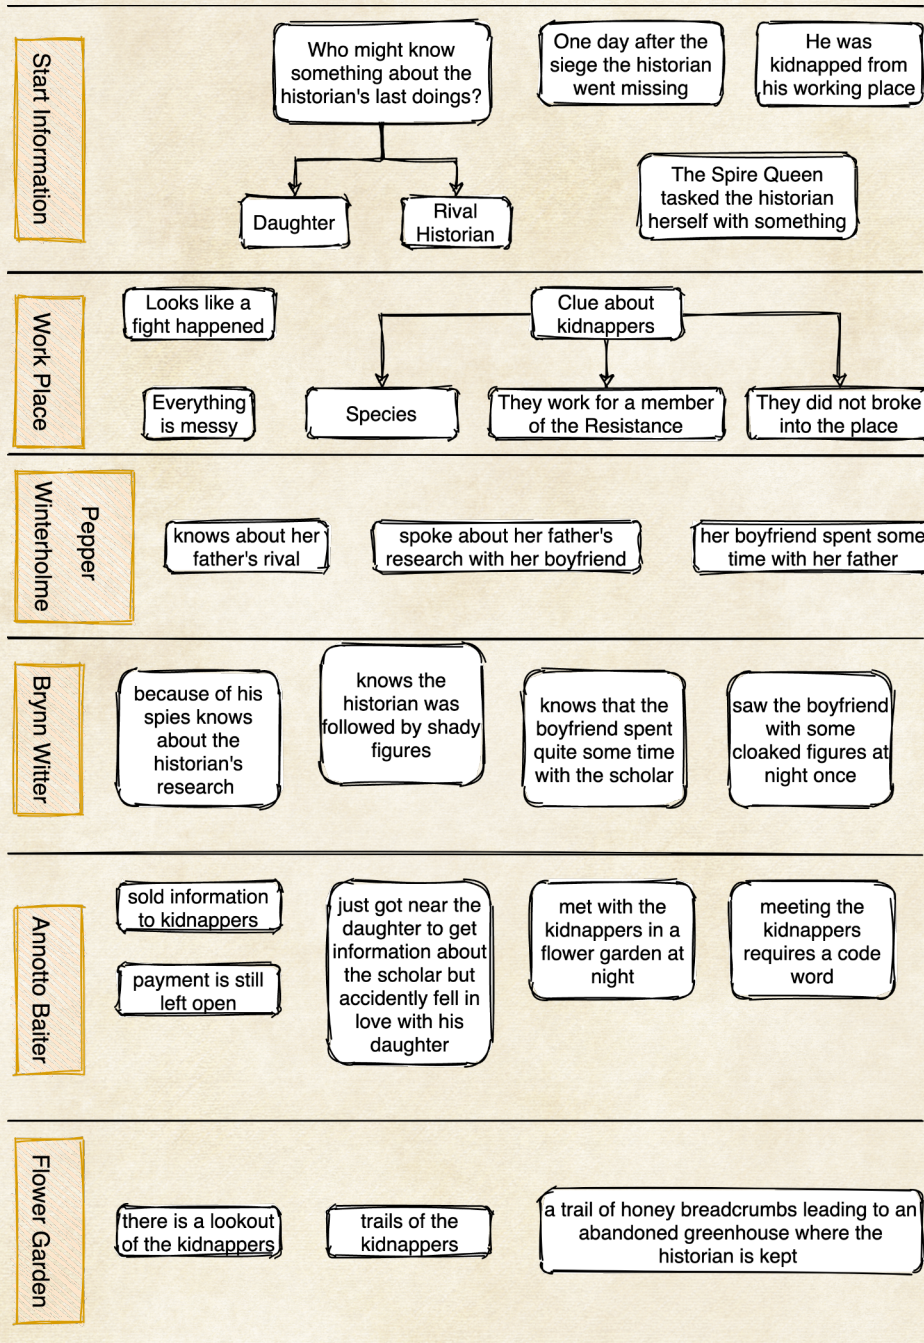 Start Information
Who might know
something about the
historian's last doings?
One day after the
siege the historian
went missing
He was
kidnapped from
his working place
Daughter
Rival
Historian
The Spire Queen
tasked the historian
herself with something
Work Place
Looks like a
fight happened
Clue about
kidnappers
Everything
is messy
Species
They work for a member
of the Resistance
They did not broke
into the place
Pepper
Winterholme
knows about her
father's rival
spoke about her father's
research with her boyfriend
her boyfriend spent some
time with her father
Brynn Witter
because of his
spies knows
about the
historian's
research
knows the
historian was
followed by shady
figures
knows that the
boyfriend spent
quite some time
with the scholar
saw the boyfriend
with some
cloaked figures at
night once
Annotto Baiter
sold information
to kidnappers
payment is still
left open
just got near the
daughter to get
information about
the scholar but
accidently fell in
love with his
daughter
met with the
kidnappers in a
flower garden at
night
meeting the
kidnappers
requires a code
word
Flower Garden
there is a lookout
of the kidnappers
trails of the
kidnappers
a trail of honey breadcrumbs leading to an
abandoned greenhouse where the
historian is kept